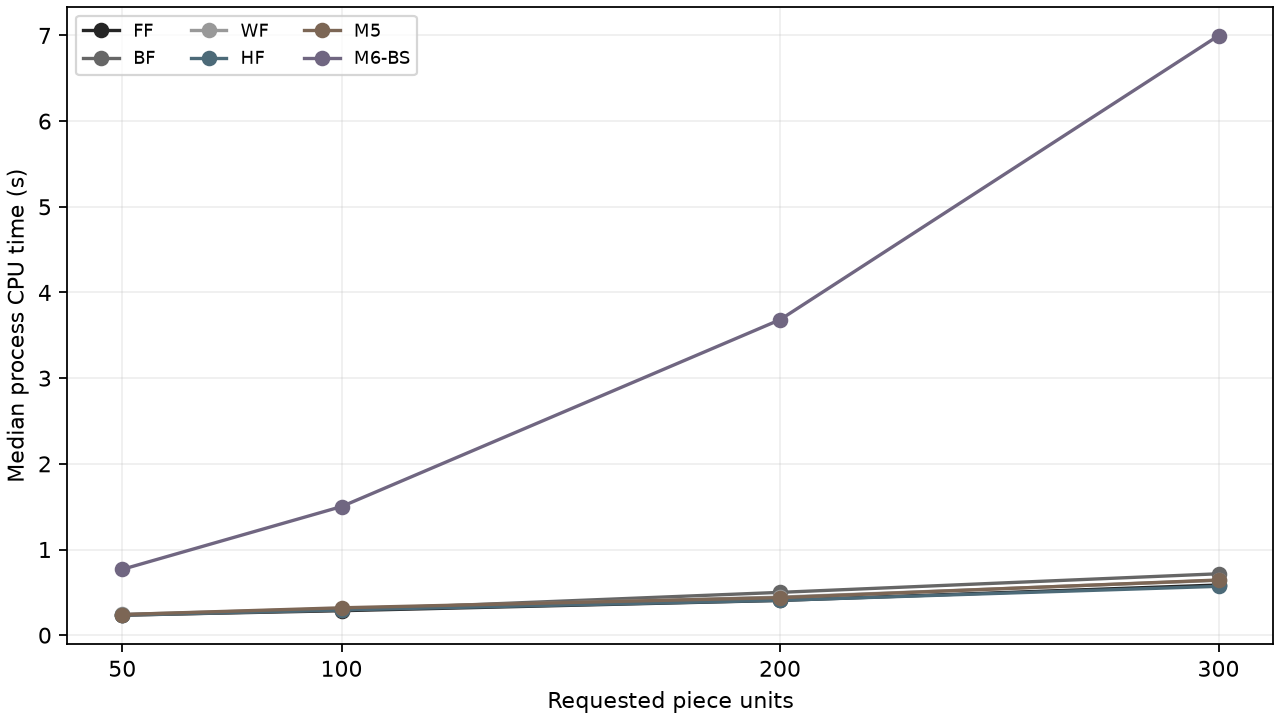 FF WF M5
BF HF M6-BS
7
6
5
4
3
2
1
0
Median process CPU time (s)
50 100 200 300
Requested piece units